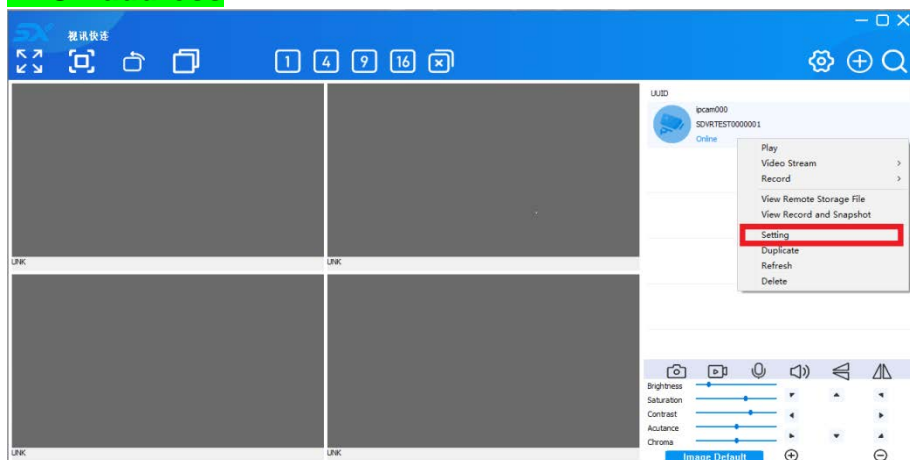 SX 视讯快连
1 4 9 16
UUID
ipcam000
SDVRTEST0000001
Online
Play
Video Stream
Record
View Remote Storage File
View Record and Snapshot
Setting
Duplicate
Refresh
Delete
UNK UNK
UNK UNK
Brightness
Saturation
Contrast
Acutance
Chroma
Image Default